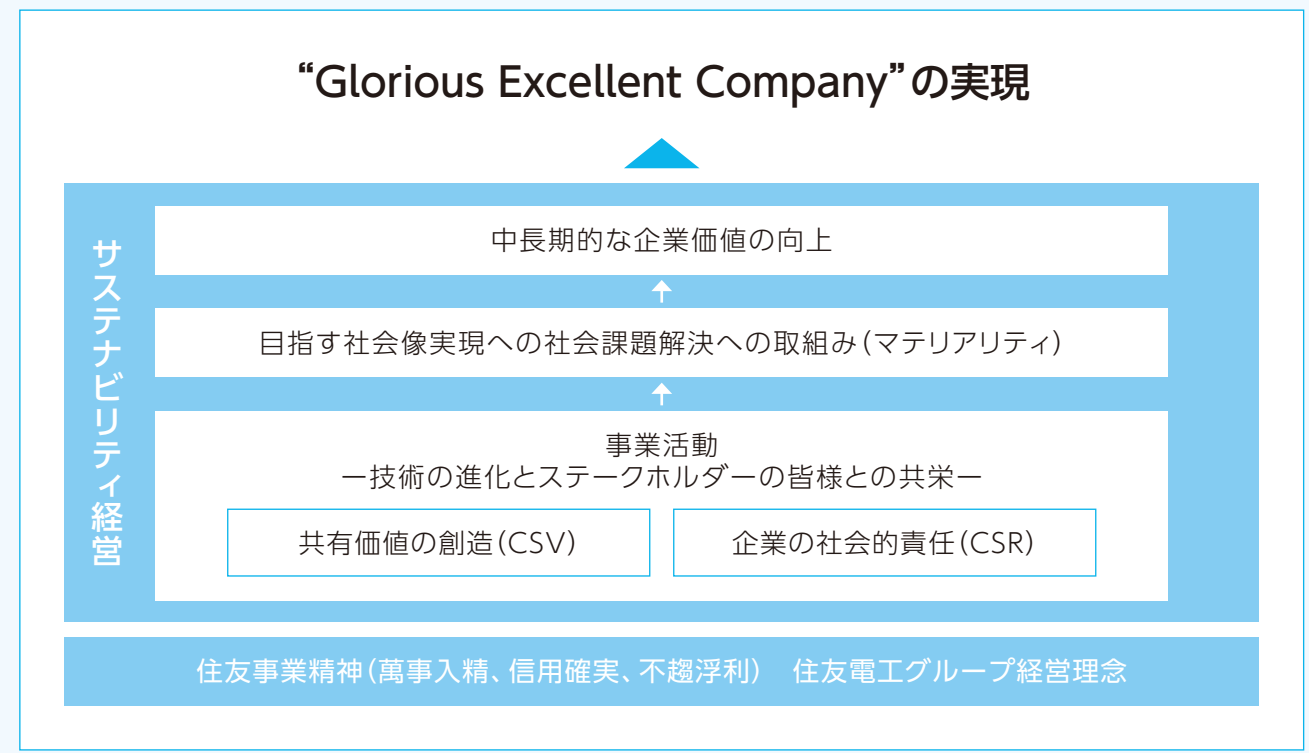 “Glorious Excellent Company”の実現
サステナビリティ経営
中長期的な企業価値の向上
目指す社会像実現への社会課題解決への取組み(マテリアリティ)
事業活動
ー技術の進化とステークホルダーの皆様との共栄ー
共有価値の創造(CSV)
企業の社会的責任(CSR)
住友事業精神(萬事入精、信用確実、不趨浮利) 住友電工グループ経営理念